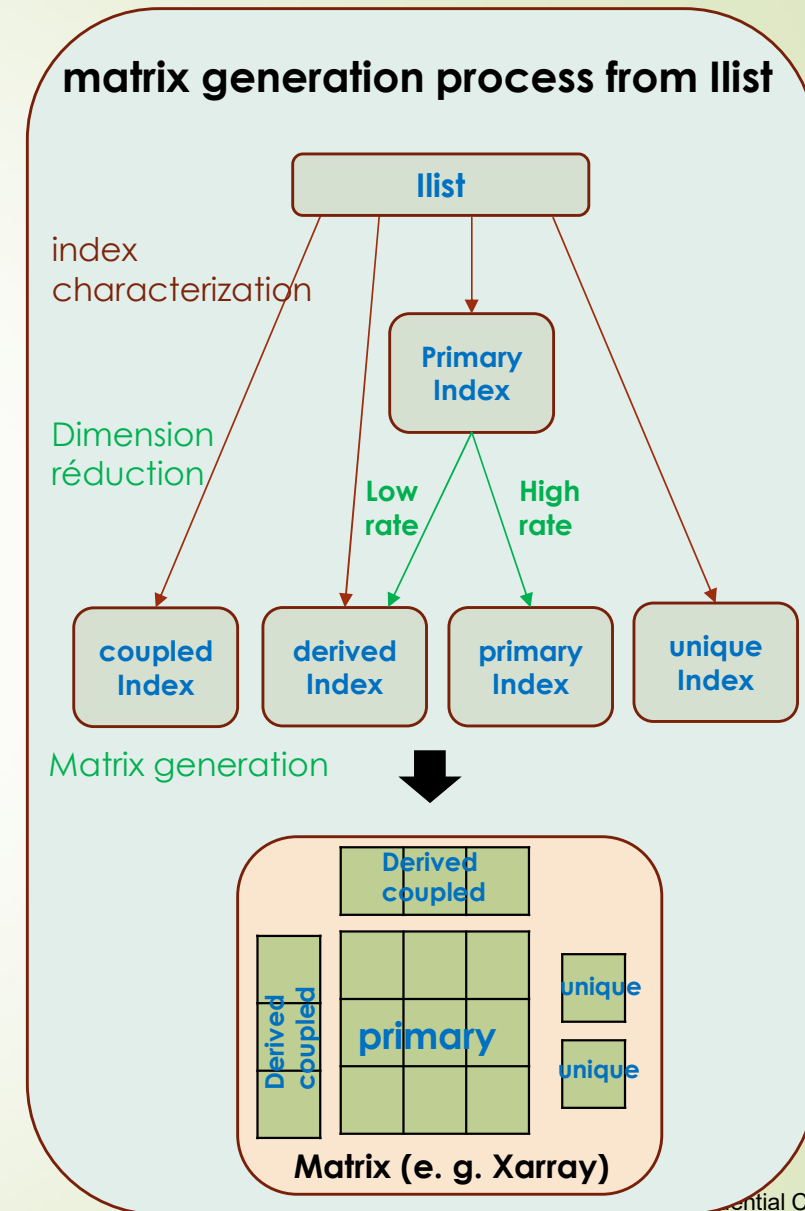 matrix generation process from Ilist
Ilist
index
characterization
Primary
Index
Dimension
réduction
Low
rate
High
rate
coupled
Index
derived
Index
primary
Index
unique
Index
Matrix generation
Derived
coupled
Derived
coupled
primary
unique
unique
Matrix (e. g. Xarray)